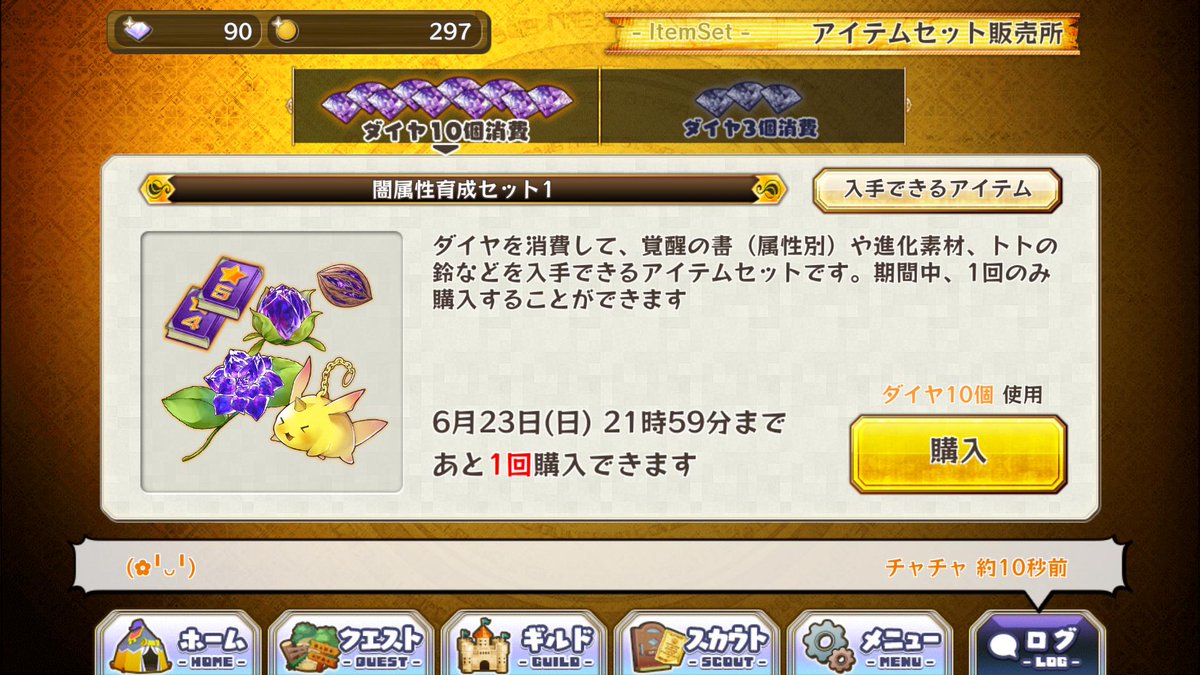 90
297
- ItemSet -
アイテムセット販売所
ダイヤ10個消費
ダイヤ3個消費
闇属性育成セット1
入手できるアイテム
ダイヤを消費して、覚醒の書（属性別）や進化素材、トトの
鈴などを入手できるアイテムセットです。期間中、1回のみ
購入することができます
5
4
ダイヤ10個 使用
6月23日(日) 21時59分まで
あと1回購入できます
購入
(✿╹◡╹)
チャチャ 約10秒前
ホーム
- HOME -
クエスト
- QUEST -
ギルド
- GUILD -
スカウト
- SCOUT -
メニュー
- MENU -
ログ
- LOG -